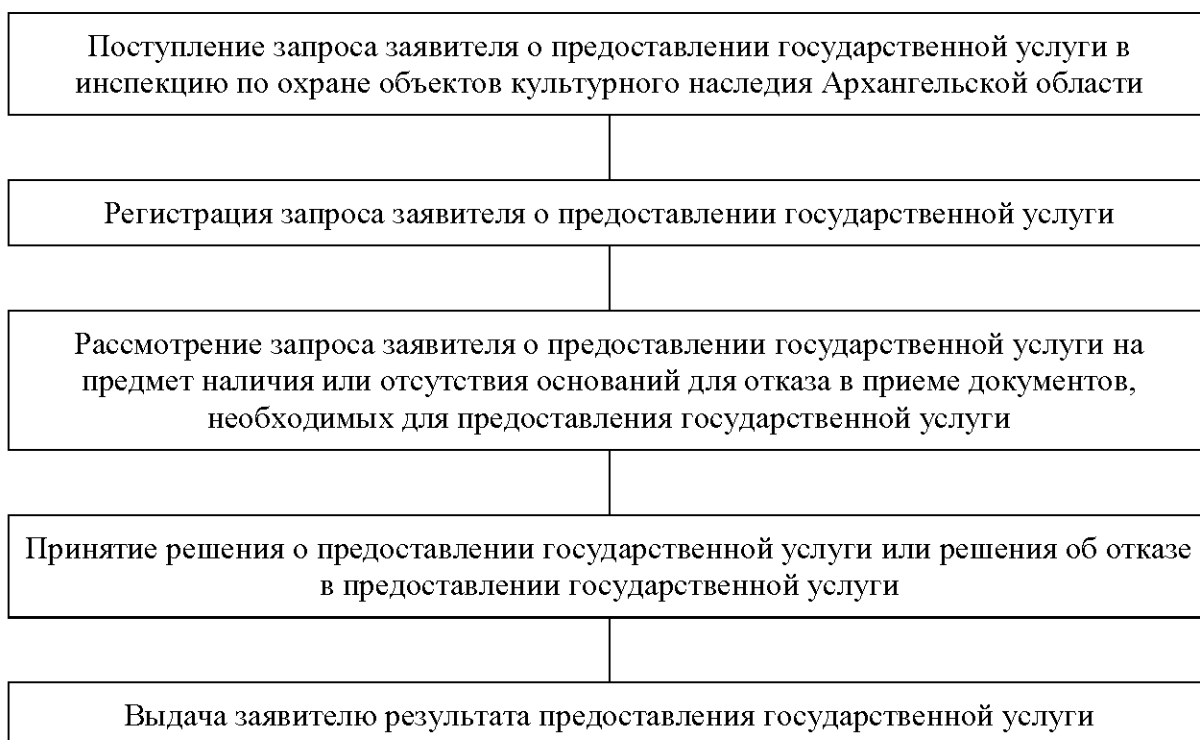 Поступление запроса заявителя о предоставлении государственной услуги в
инспекцию по охране объектов культурного наследия Архангельской области
Регистрация запроса заявителя о предоставлении государственной услуги
Рассмотрение запроса заявителя о предоставлении государственной услуги на
предмет наличия или отсутствия оснований для отказа в приеме документов,
необходимых для предоставления государственной услуги
Принятие решения о предоставлении государственной услуги или решения об отказе
в предоставлении государственной услуги
Выдача заявителю результата предоставления государственной услуги